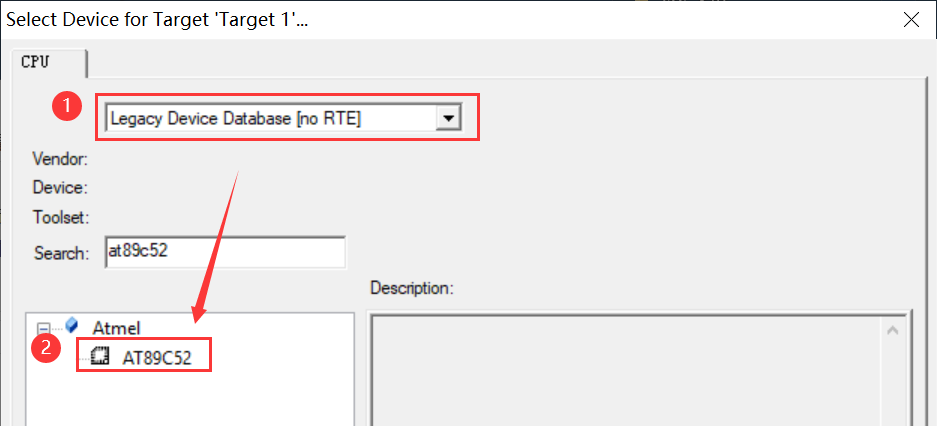 Select Device for Target 'Target 1'...
CPU
1
Legacy Device Database [no RTE]
Vendor:
Device:
Toolset:
Search: at89c52
Description:
Atmel
2
AT89C52